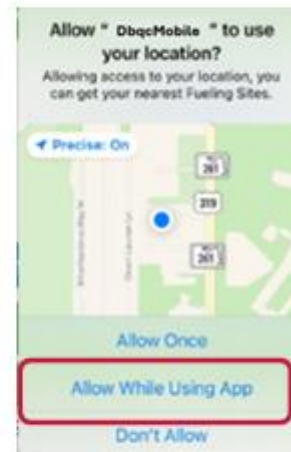 Allow “ DbqcMobile ” to use
your location?
Allowing access to your location, you
can get your nearest Fueling Sites.
Precise: On
261
319
261
Allow Once
Allow While Using App
Don't Allow